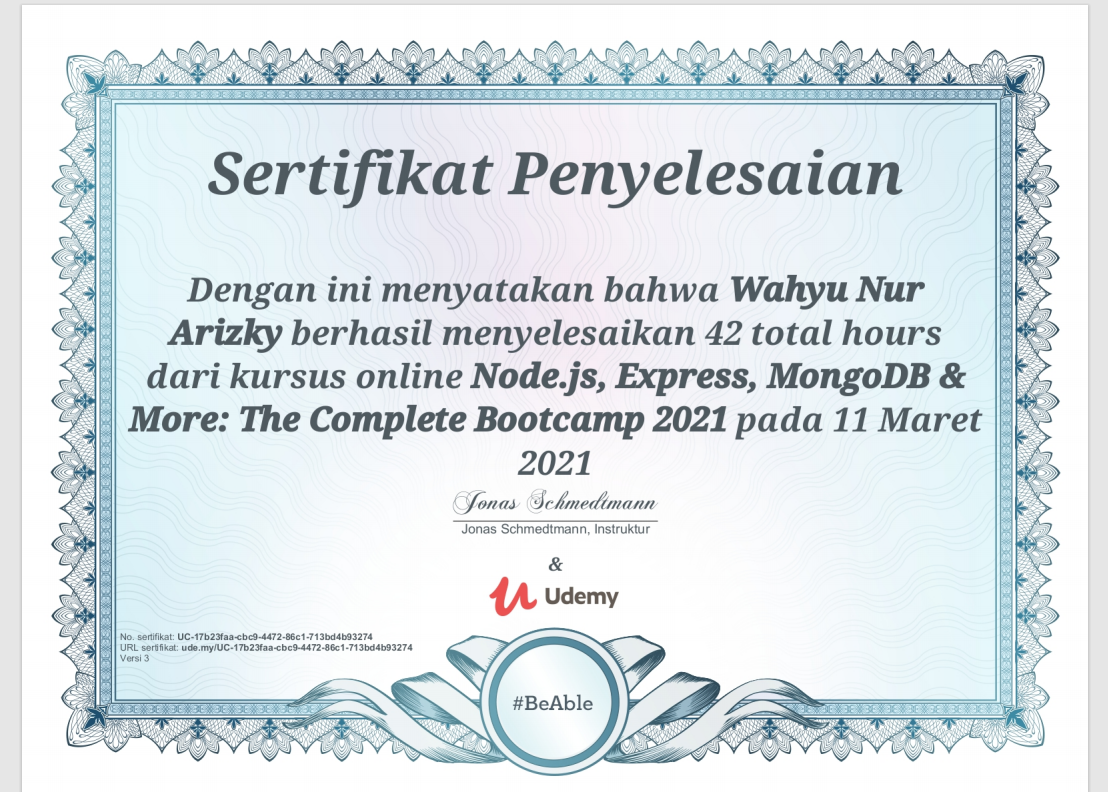 Sertifikat Penyelesaian
Dengan ini menyatakan bahwa Wahyu Nur
Arizky berhasil menyelesaikan 42 total hours
dari kursus online Node.js, Express, MongoDB &
More: The Complete Bootcamp 2021 pada 11 Maret
2021
Jonas Schmedtmann
Jonas Schmedtmann, Instruktur
&
Udemy
No. sertifikat: UC-17b23faa-cbc9-4472-86c1-713bd4b93274
URL sertifikat: ude.my/UC-17b23faa-cbc9-4472-86c1-713bd4b93274
Versi 3
#BeAble